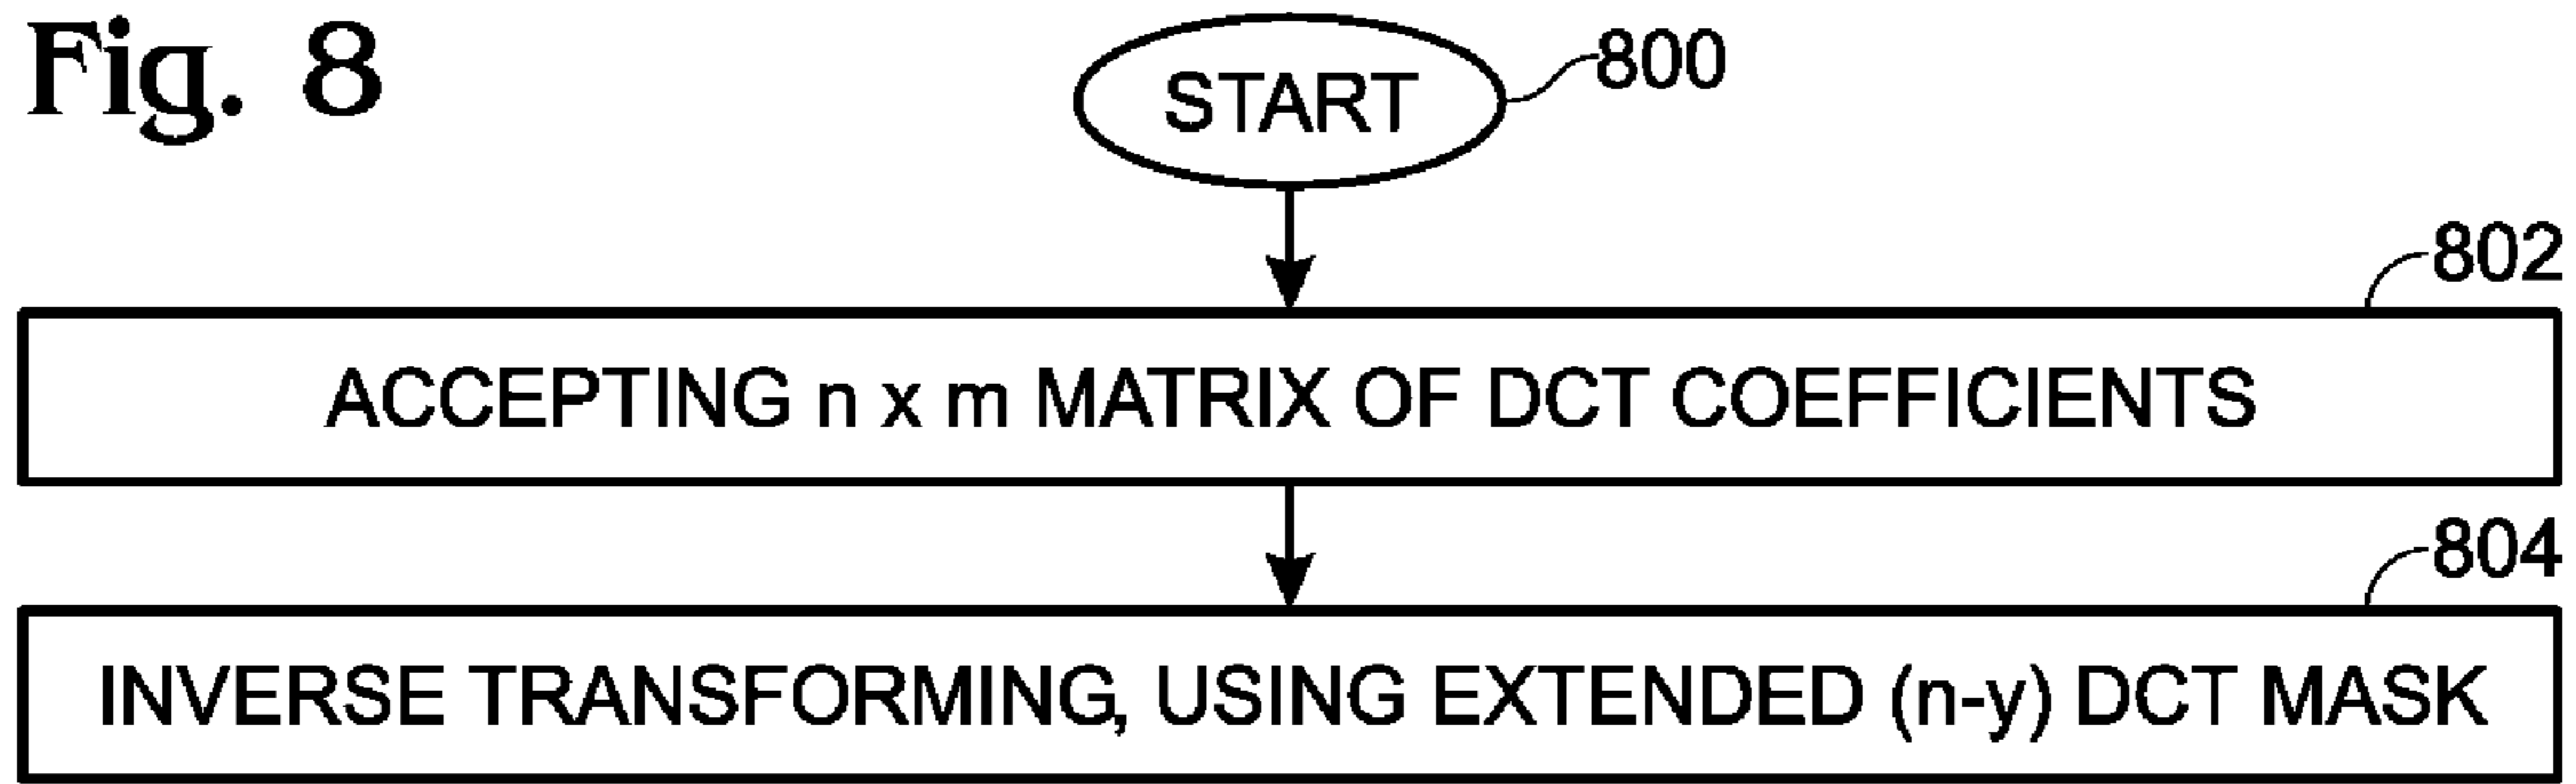 Fig. 8
START
800
802
ACCEPTING n x m MATRIX OF DCT COEFFICIENTS
804
INVERSE TRANSFORMING, USING EXTENDED (n-y) DCT MASK